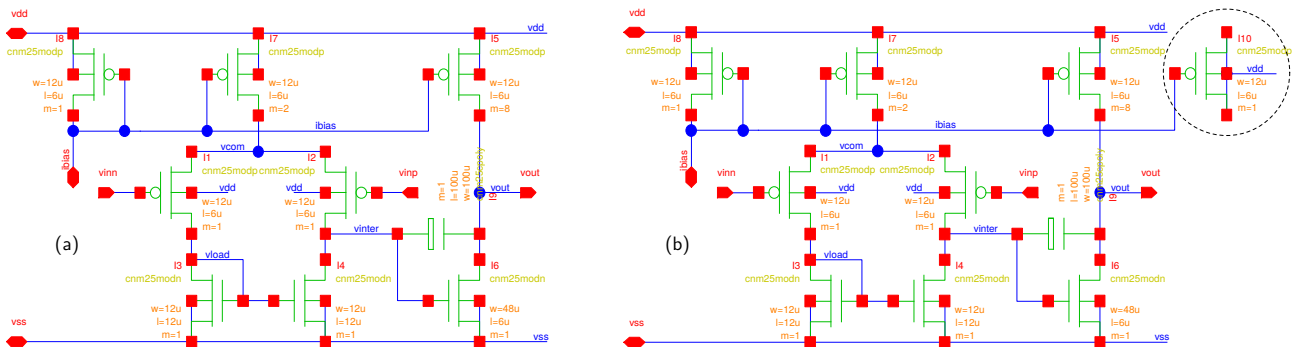 vdd
I8
cnm25modp
w=12u
l=6u
m=1
I7
cnm25modp
w=12u
l=6u
m=2
I5
vdd
cnm25modp
w=12u
l=6u
m=8
ibias
ibias
vcom
I1
cnm25modp
vinn
vdd
w=12u
l=6u
m=1
I2
cnm25modp
vdd
vinp
w=12u
l=6u
m=1
m=1
l=100u
w=100u
vout
vout
I9
(a)
vload
vinter
I3
cnm25modn
w=12u
l=12u
m=1
I4
cnm25modn
w=12u
l=12u
m=1
I6
cnm25modn
w=48u
l=6u
m=1
vss
vss
vdd
I8
cnm25modp
w=12u
l=6u
m=1
I7
cnm25modp
w=12u
l=6u
m=2
I5
vdd
cnm25modp
w=12u
l=6u
m=8
I10
cnm25modp
vdd
w=12u
l=6u
m=1
ibias
ibias
vcom
I1
cnm25modp
vinn
vdd
w=12u
l=6u
m=1
I2
cnm25modp
vdd
vinp
w=12u
l=6u
m=1
m=1
l=100u
w=100u
vout
vout
I9
(b)
vload
vinter
I3
cnm25modn
w=12u
l=12u
m=1
I4
cnm25modn
w=12u
l=12u
m=1
I6
cnm25modn
w=48u
l=6u
m=1
vss
vss